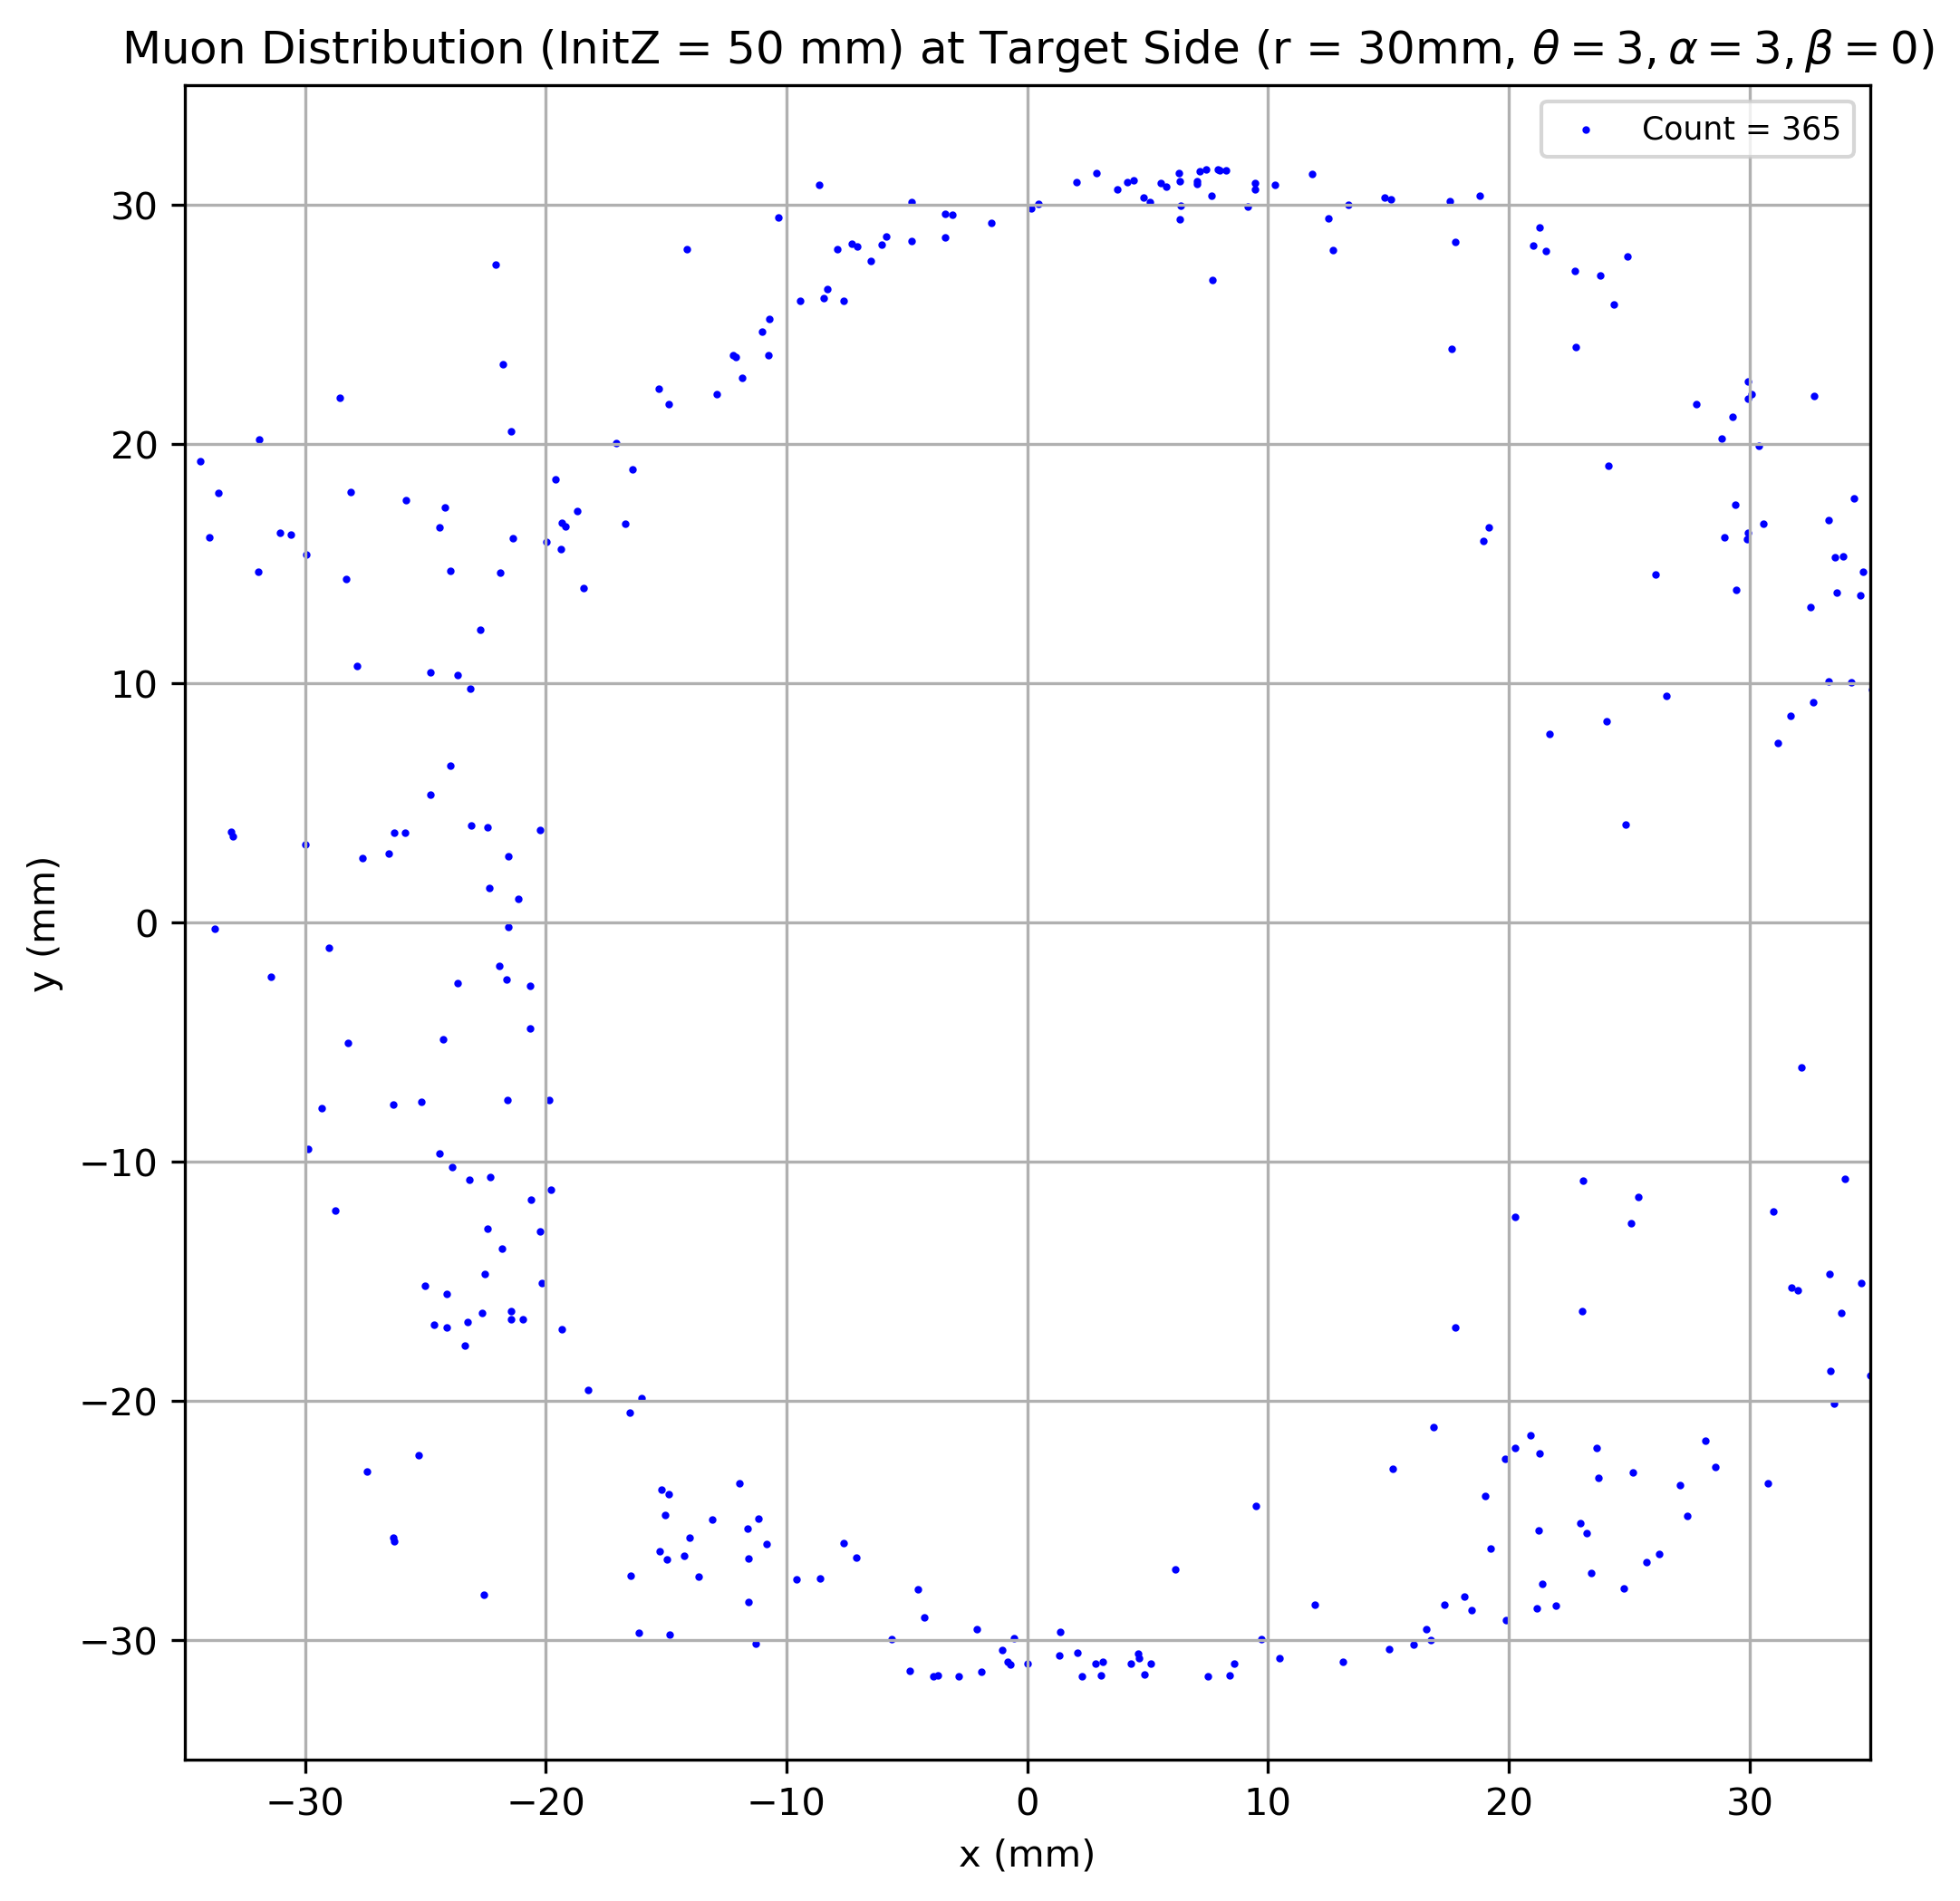 Muon Distribution (InitZ = 50 mm) at Target Side (r = 30mm, θ = 3, α = 3, β = 0)
Count = 365
30
20
10
0
−10
−20
−30
y (mm)
−30 −20 −10 0 10 20 30
x (mm)